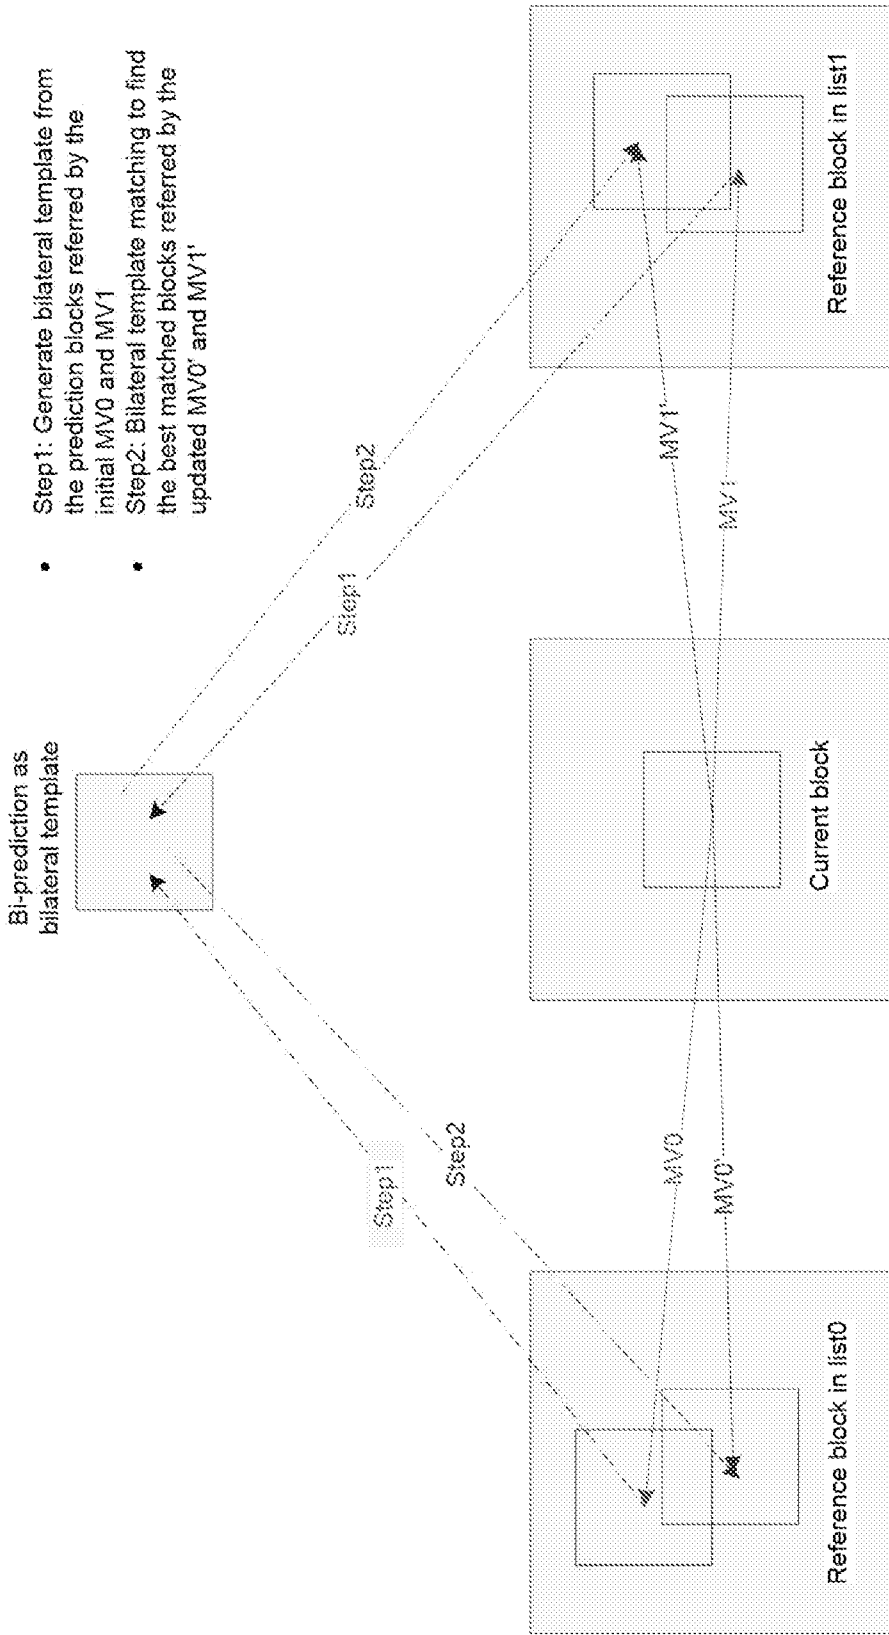 Bi-prediction as
bilateral template
• Step1: Generate bilateral template from
the prediction blocks referred by the
initial MV0 and MV1
• Step2: Bilateral template matching to find
the best matched blocks referred by the
updated MV0' and MV1'
Step1
Step2
Step1
Step2
MV0
MV0'
MV1'
MV1
Reference block in list0
Current block
Reference block in list1